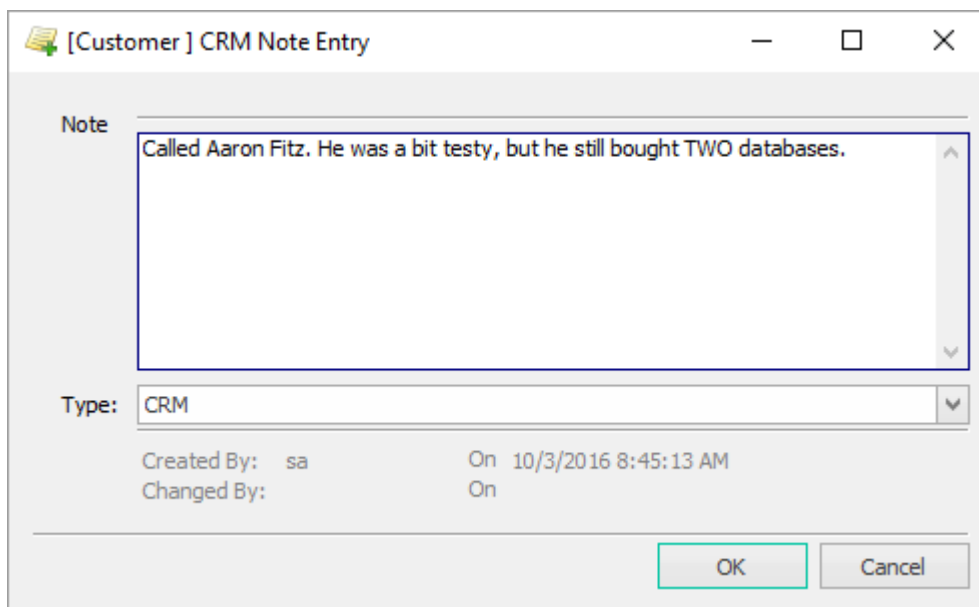 [Customer ] CRM Note Entry
Note
Called Aaron Fitz. He was a bit testy, but he still bought TWO databases.
Type: CRM
Created By: sa On 10/3/2016 8:45:13 AM
Changed By: On
OK Cancel